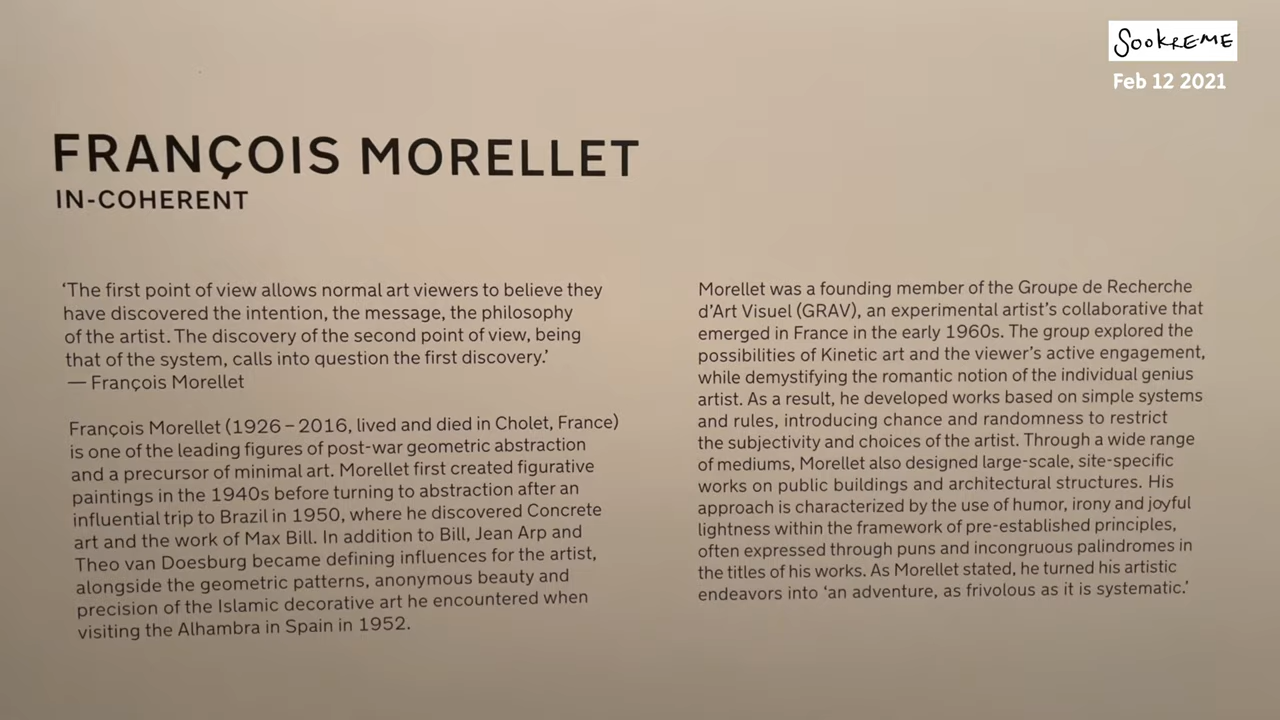 SOOKREME
Feb 12 2021
FRANÇOIS MORELLET
IN-COHERENT
‘The first point of view allows normal art viewers to believe they
have discovered the intention, the message, the philosophy
of the artist. The discovery of the second point of view, being
that of the system, calls into question the first discovery.’
— François Morellet
François Morellet (1926 – 2016, lived and died in Cholet, France)
is one of the leading figures of post-war geometric abstraction
and a precursor of minimal art. Morellet first created figurative
paintings in the 1940s before turning to abstraction after an
influential trip to Brazil in 1950, where he discovered Concrete
art and the work of Max Bill. In addition to Bill, Jean Arp and
Theo van Doesburg became defining influences for the artist,
alongside the geometric patterns, anonymous beauty and
precision of the Islamic decorative art he encountered when
visiting the Alhambra in Spain in 1952.
Morellet was a founding member of the Groupe de Recherche
d’Art Visuel (GRAV), an experimental artist’s collaborative that
emerged in France in the early 1960s. The group explored the
possibilities of Kinetic art and the viewer’s active engagement,
while demystifying the romantic notion of the individual genius
artist. As a result, he developed works based on simple systems
and rules, introducing chance and randomness to restrict
the subjectivity and choices of the artist. Through a wide range
of mediums, Morellet also designed large-scale, site-specific
works on public buildings and architectural structures. His
approach is characterized by the use of humor, irony and joyful
lightness within the framework of pre-established principles,
often expressed through puns and incongruous palindromes in
the titles of his works. As Morellet stated, he turned his artistic
endeavors into ‘an adventure, as frivolous as it is systematic.’